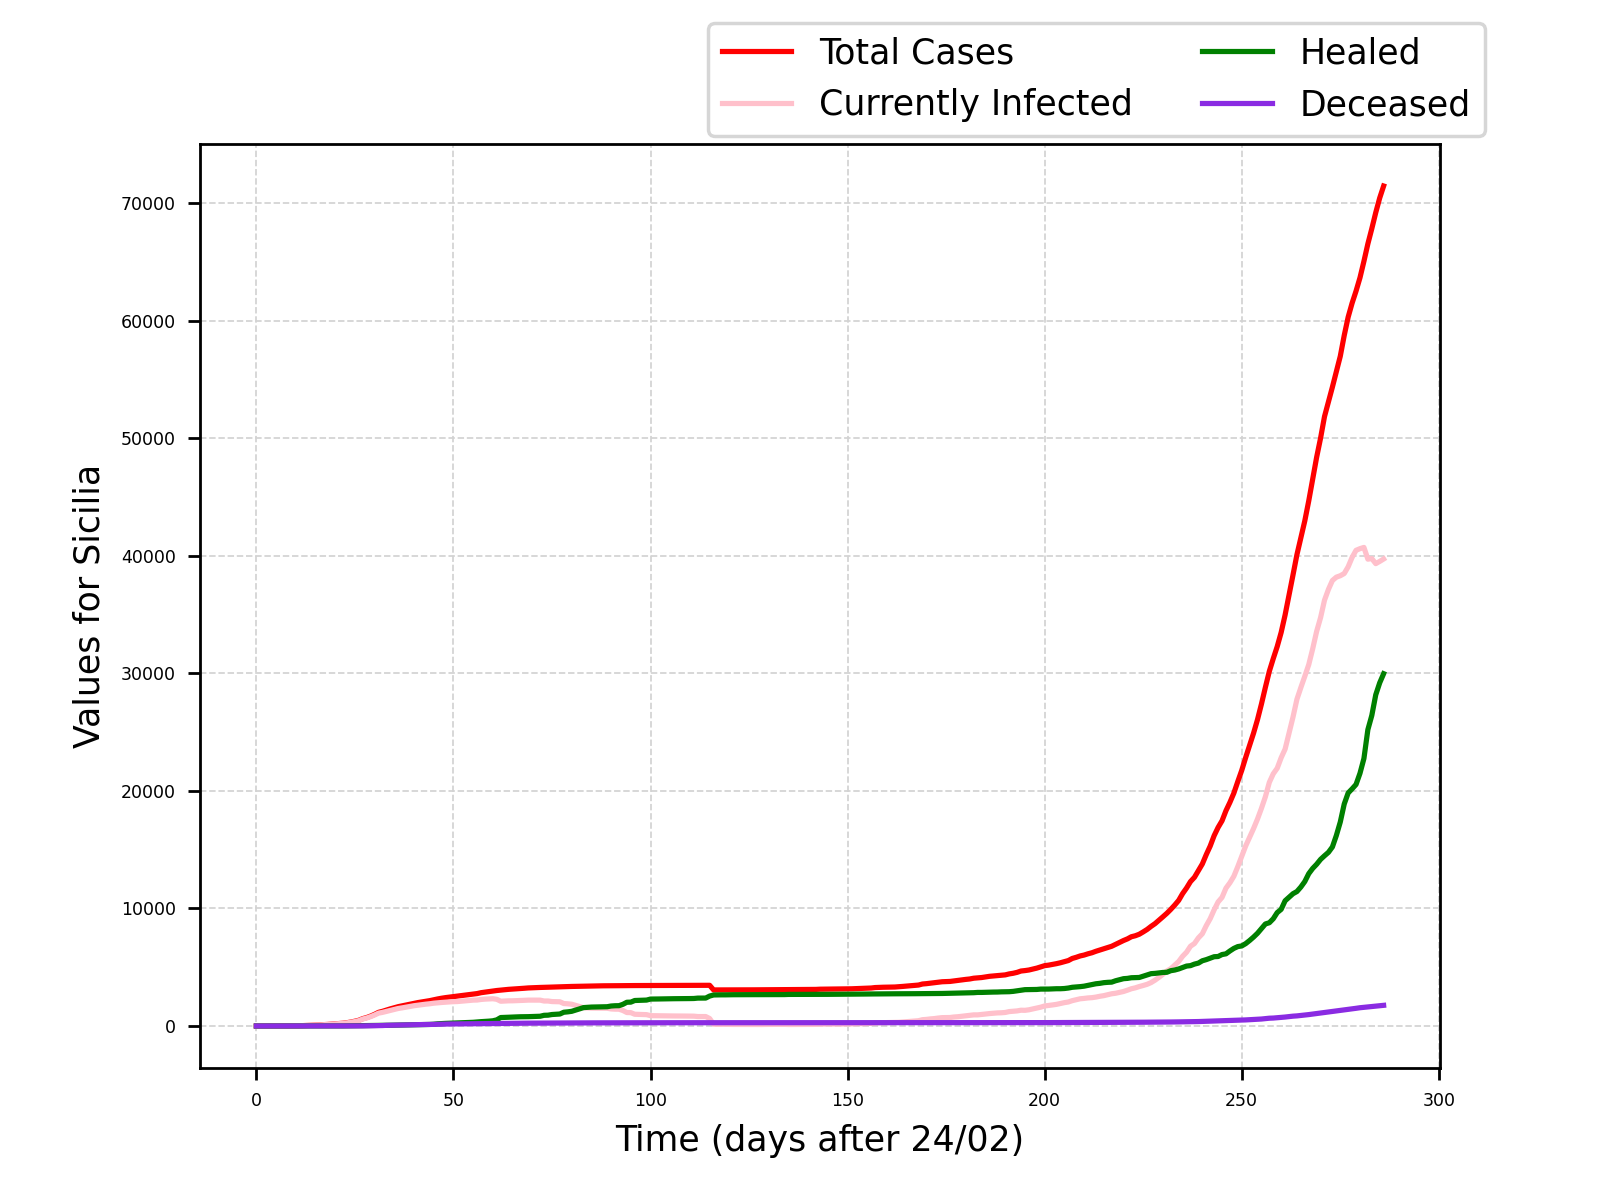 Total Cases
Currently Infected
Healed
Deceased
70000
60000
50000
40000
30000
20000
10000
0
Values for Sicilia
0 50 100 150 200 250 300
Time (days after 24/02)